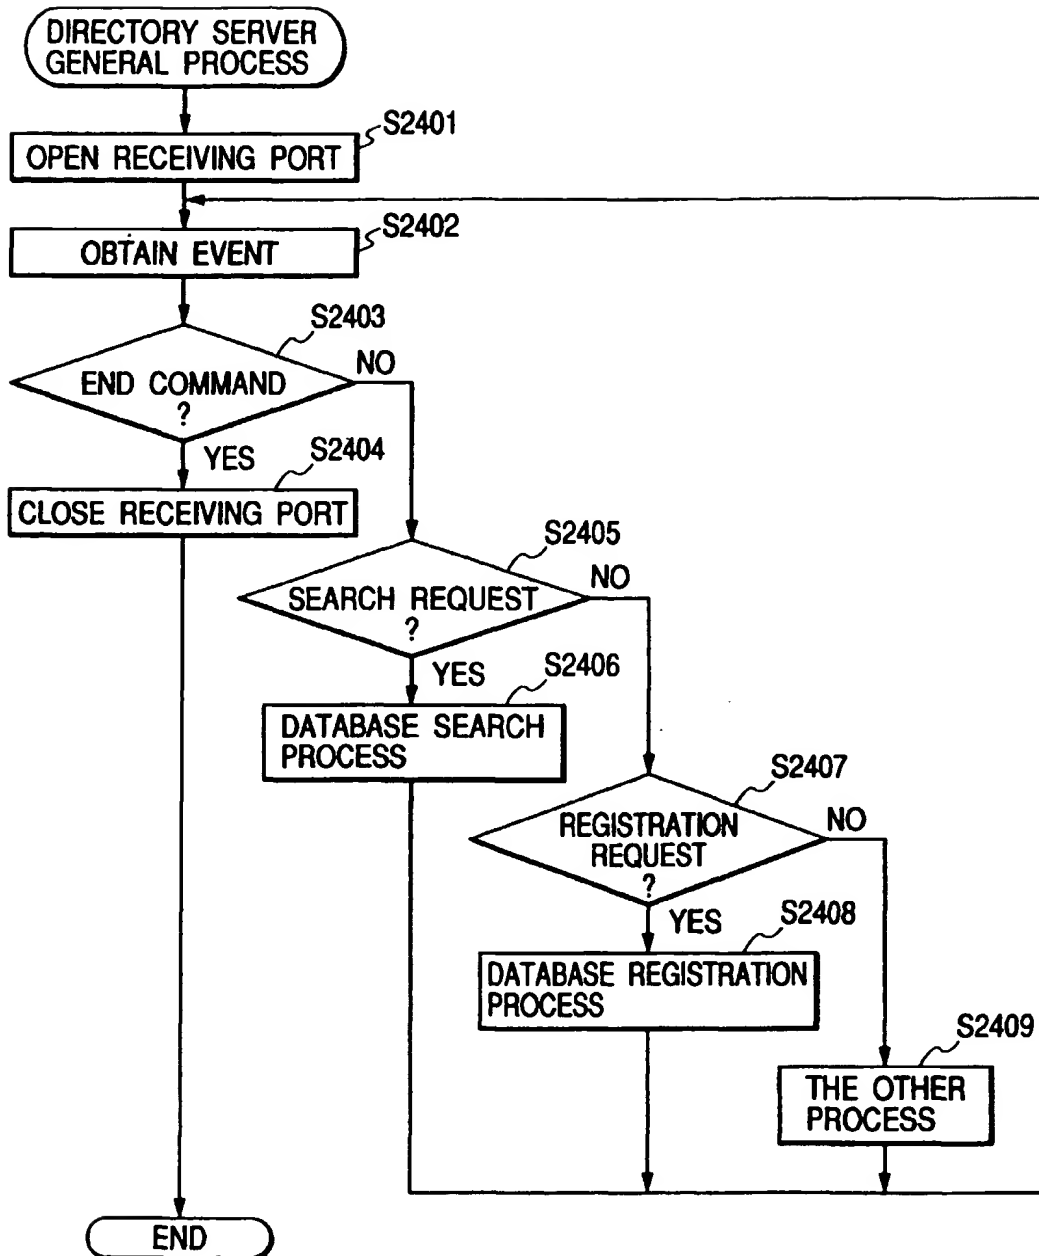 DIRECTORY SERVER
GENERAL PROCESS
S2401
OPEN RECEIVING PORT
S2402
OBTAIN EVENT
S2403
NO
END COMMAND
?
YES
S2404
CLOSE RECEIVING PORT
S2405
NO
SEARCH REQUEST
?
YES
S2406
DATABASE SEARCH
PROCESS
S2407
NO
REGISTRATION
REQUEST
?
YES
S2408
DATABASE REGISTRATION
PROCESS
S2409
THE OTHER
PROCESS
END